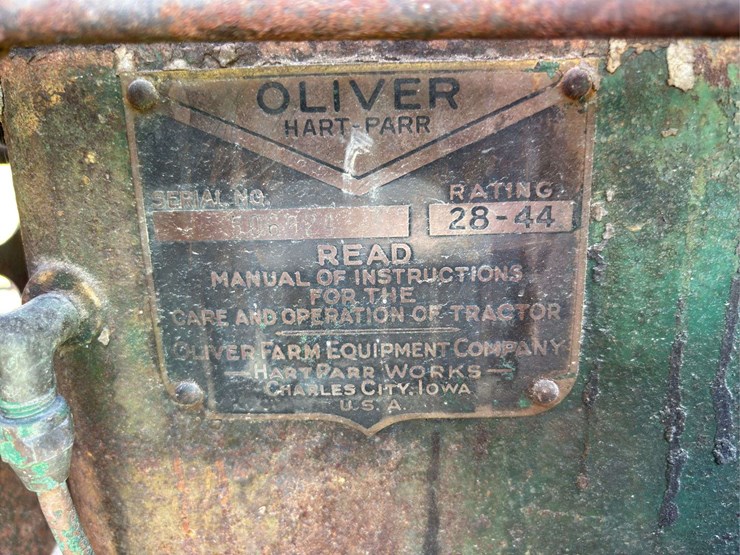 OLIVER
HART-PARR
SERIAL NO.
RATING
28-44
READ
MANUAL OF INSTRUCTIONS
FOR THE
CARE AND OPERATION OF TRACTOR
OLIVER FARM EQUIPMENT COMPANY
HART PARR WORKS
CHARLES CITY, IOWA
U.S.A.